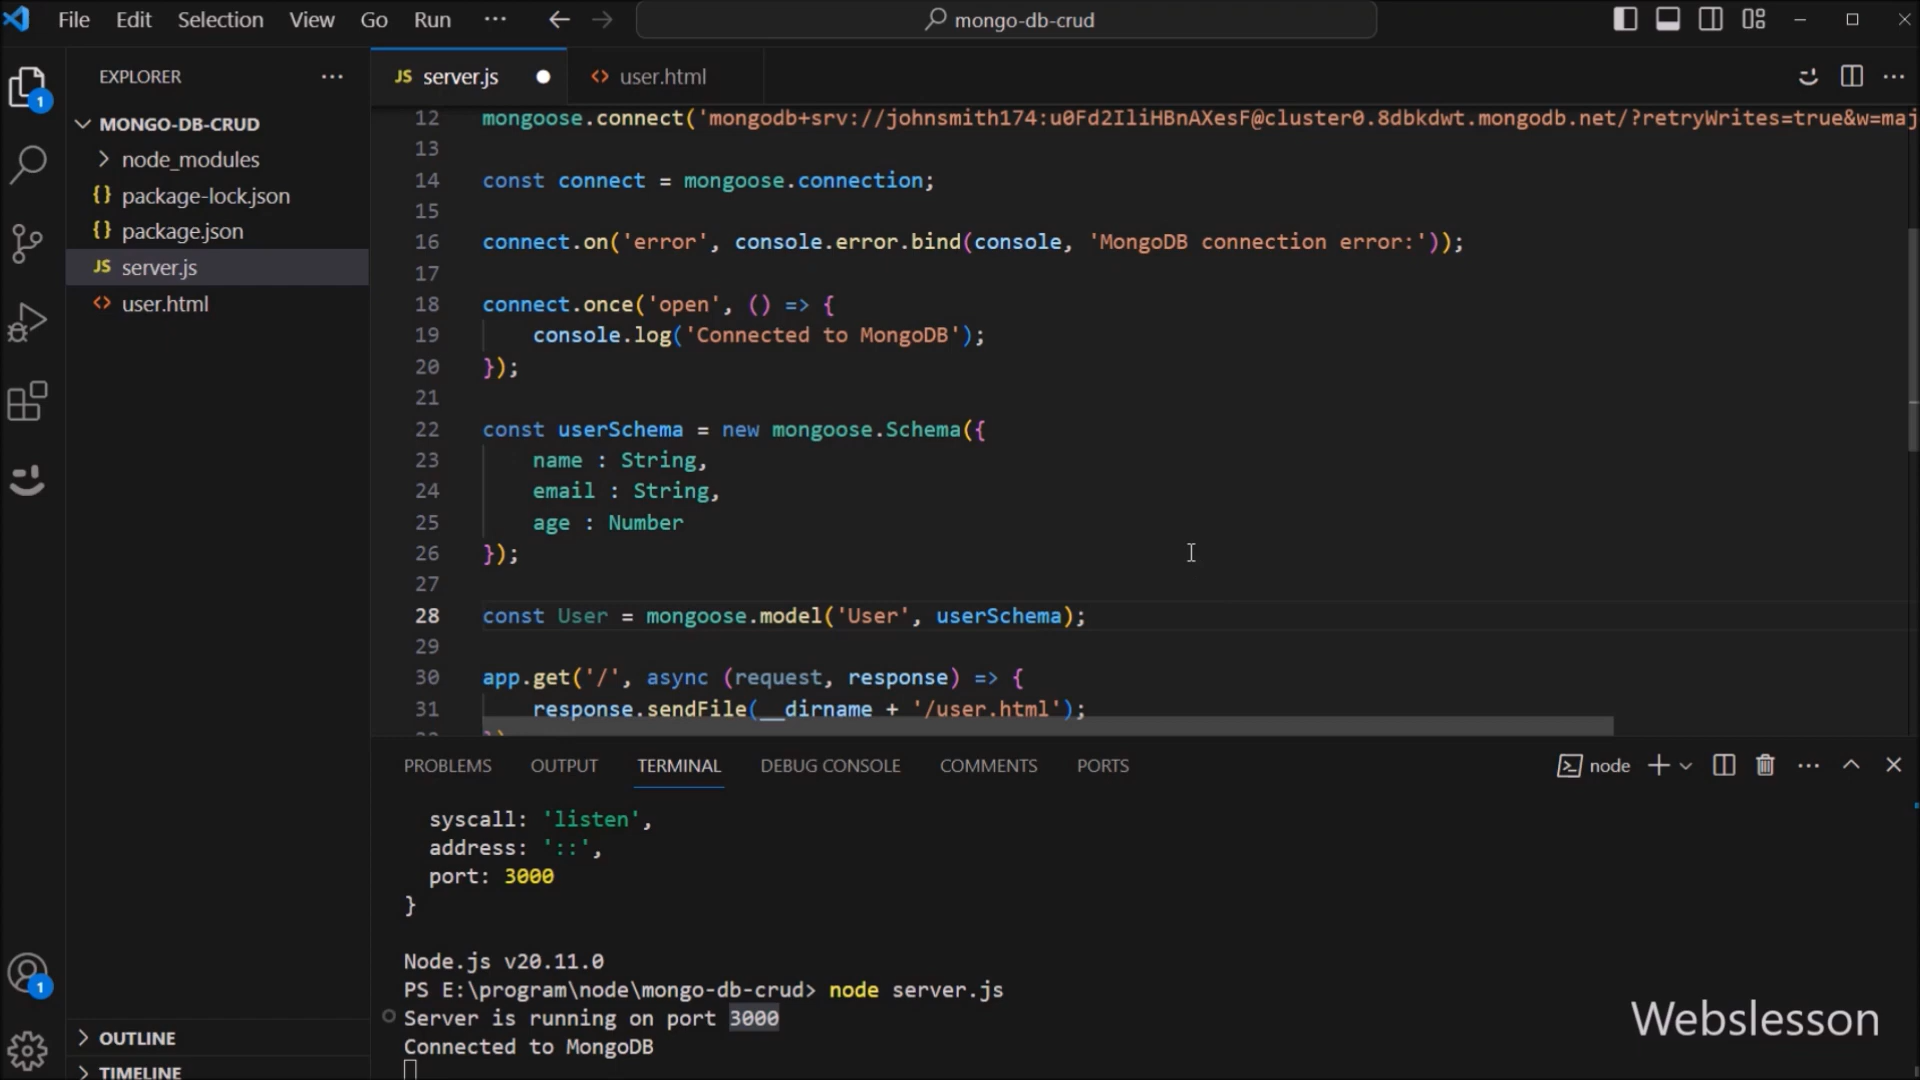 File Edit Selection View Go Run ··· mongo-db-crud
EXPLORER ···
MONGO-DB-CRUD
node_modules
{} package-lock.json
{} package.json
JS server.js
<> user.html
OUTLINE
TIMELINE
1
1
JS server.js ● <> user.html
12 mongoose.connect('mongodb+srv://johnsmith174:u0Fd2IliHBnAXesF@cluster0.8dbkdwt.mongodb.net/?retryWrites=true&w=maj
13
14 const connect = mongoose.connection;
15
16 connect.on('error', console.error.bind(console, 'MongoDB connection error:'));
17
18 connect.once('open', () => {
19 console.log('Connected to MongoDB');
20 });
21
22 const userSchema = new mongoose.Schema({
23 name : String,
24 email : String,
25 age : Number
26 });
27
28 const User = mongoose.model('User', userSchema);
29
30 app.get('/', async (request, response) => {
31 response.sendFile(__dirname + '/user.html');
PROBLEMS OUTPUT TERMINAL DEBUG CONSOLE COMMENTS PORTS node
syscall: 'listen',
address: '::',
port: 3000
}
Node.js v20.11.0
PS E:\program\node\mongo-db-crud> node server.js
Server is running on port 3000
Connected to MongoDB
Webslesson